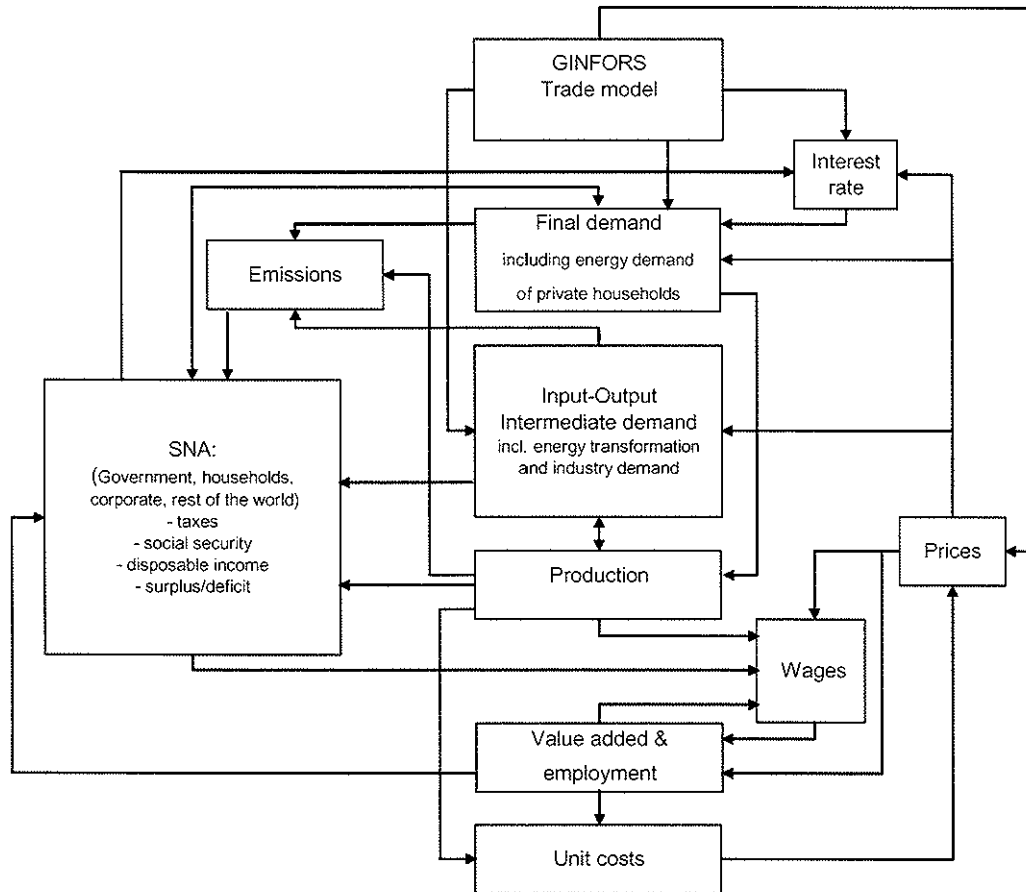 GINFORS
Trade model
Interest
rate
Final demand
including energy demand
of private households
Emissions
Input-Output
Intermediate demand
incl. energy transformation
and industry demand
SNA:
(Government, households,
corporate, rest of the world)
- taxes
- social security
- disposable income
- surplus/deficit
Prices
Production
Wages
Value added &
employment
Unit costs